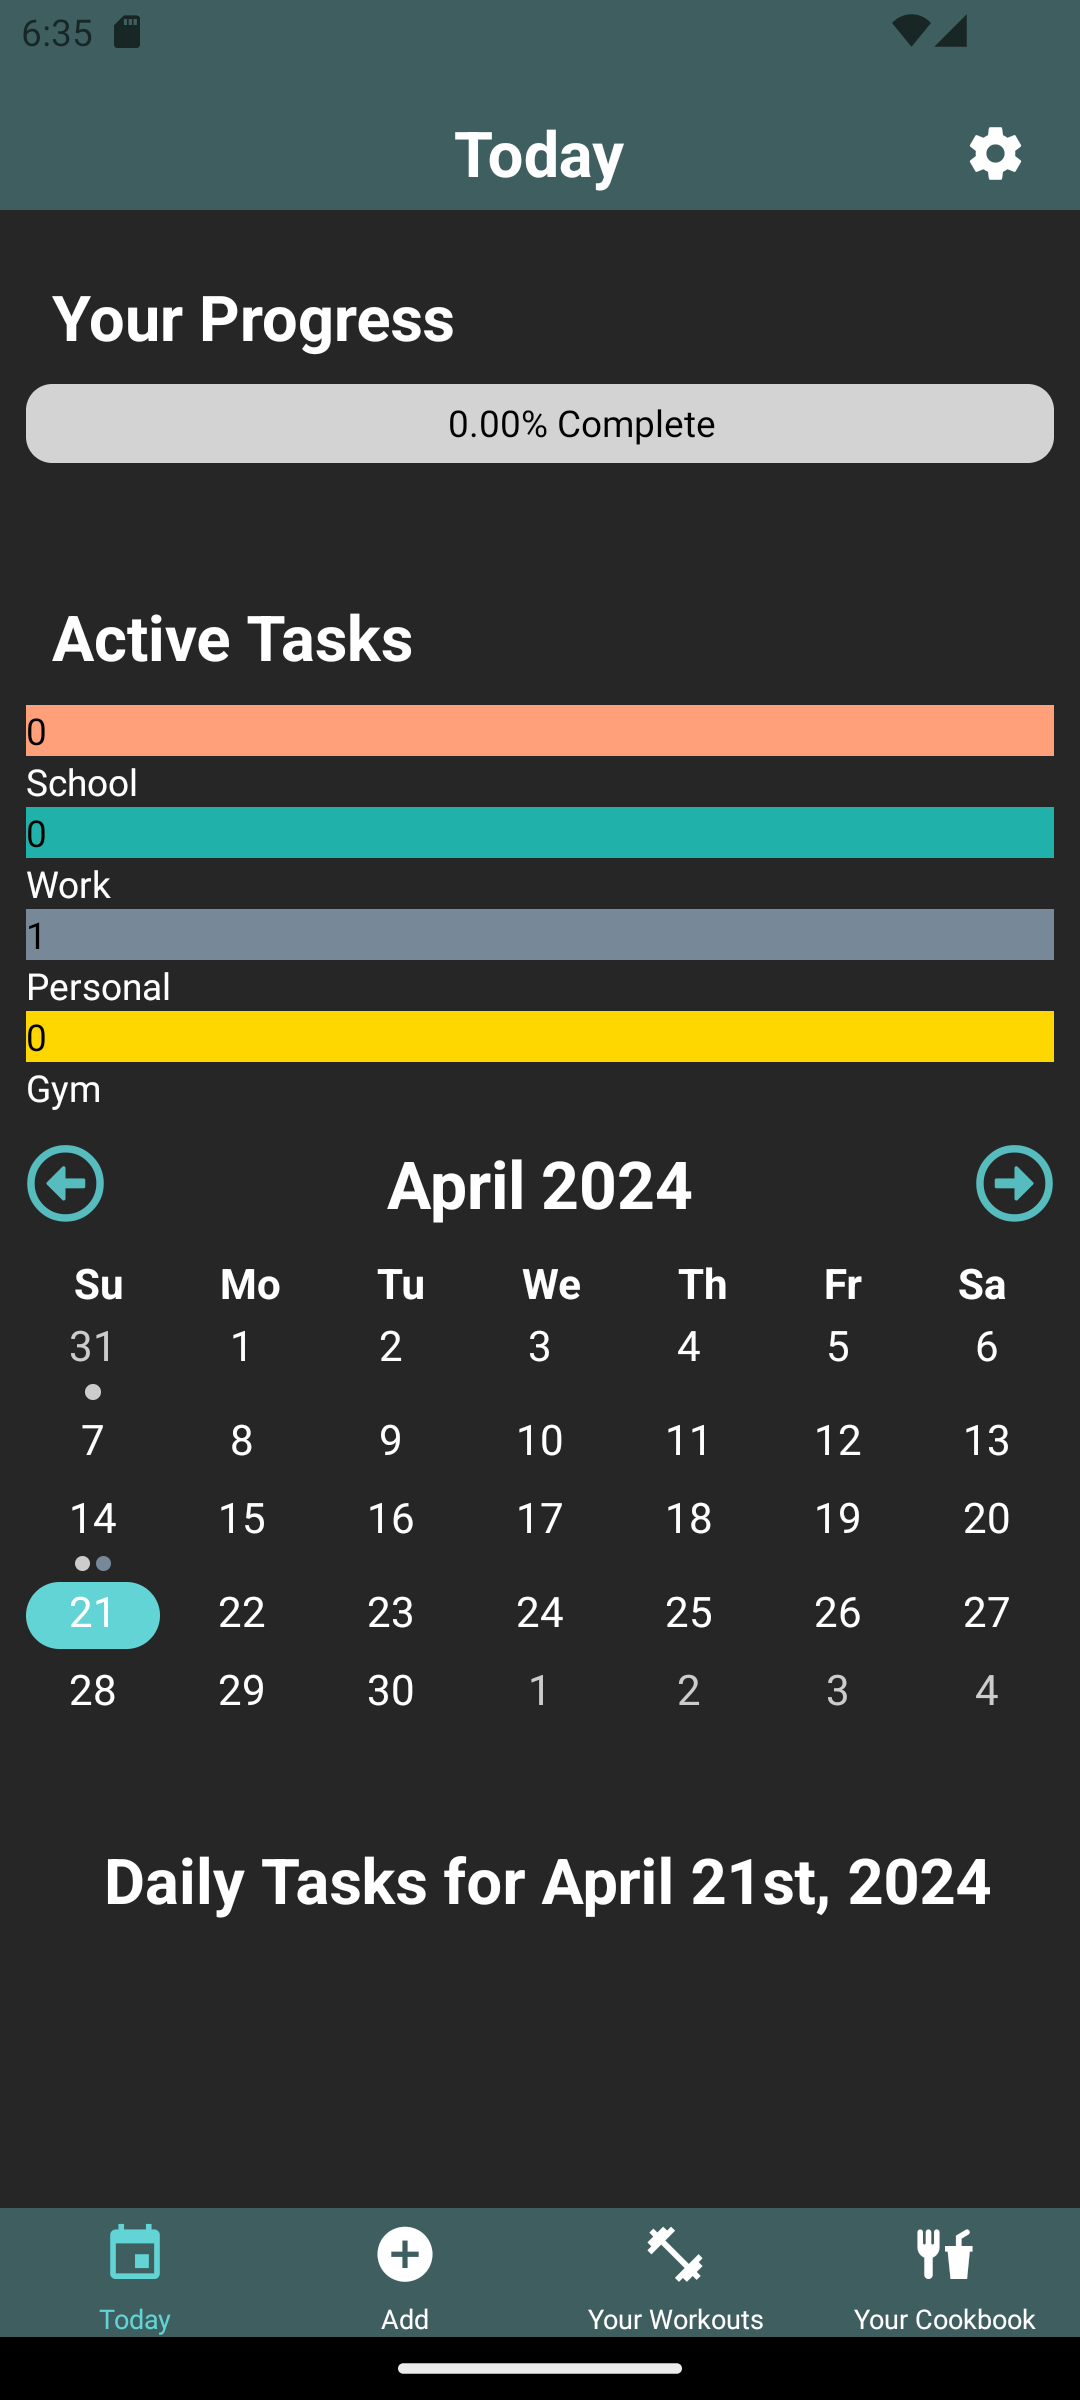 6:35
Today
Your Progress
0.00% Complete
Active Tasks
0
School
0
Work
1
Personal
0
Gym
April 2024
Su Mo Tu We Th Fr Sa
31 1 2 3 4 5 6
7 8 9 10 11 12 13
14 15 16 17 18 19 20
21 22 23 24 25 26 27
28 29 30 1 2 3 4
Daily Tasks for April 21st, 2024
Today Add Your Workouts Your Cookbook